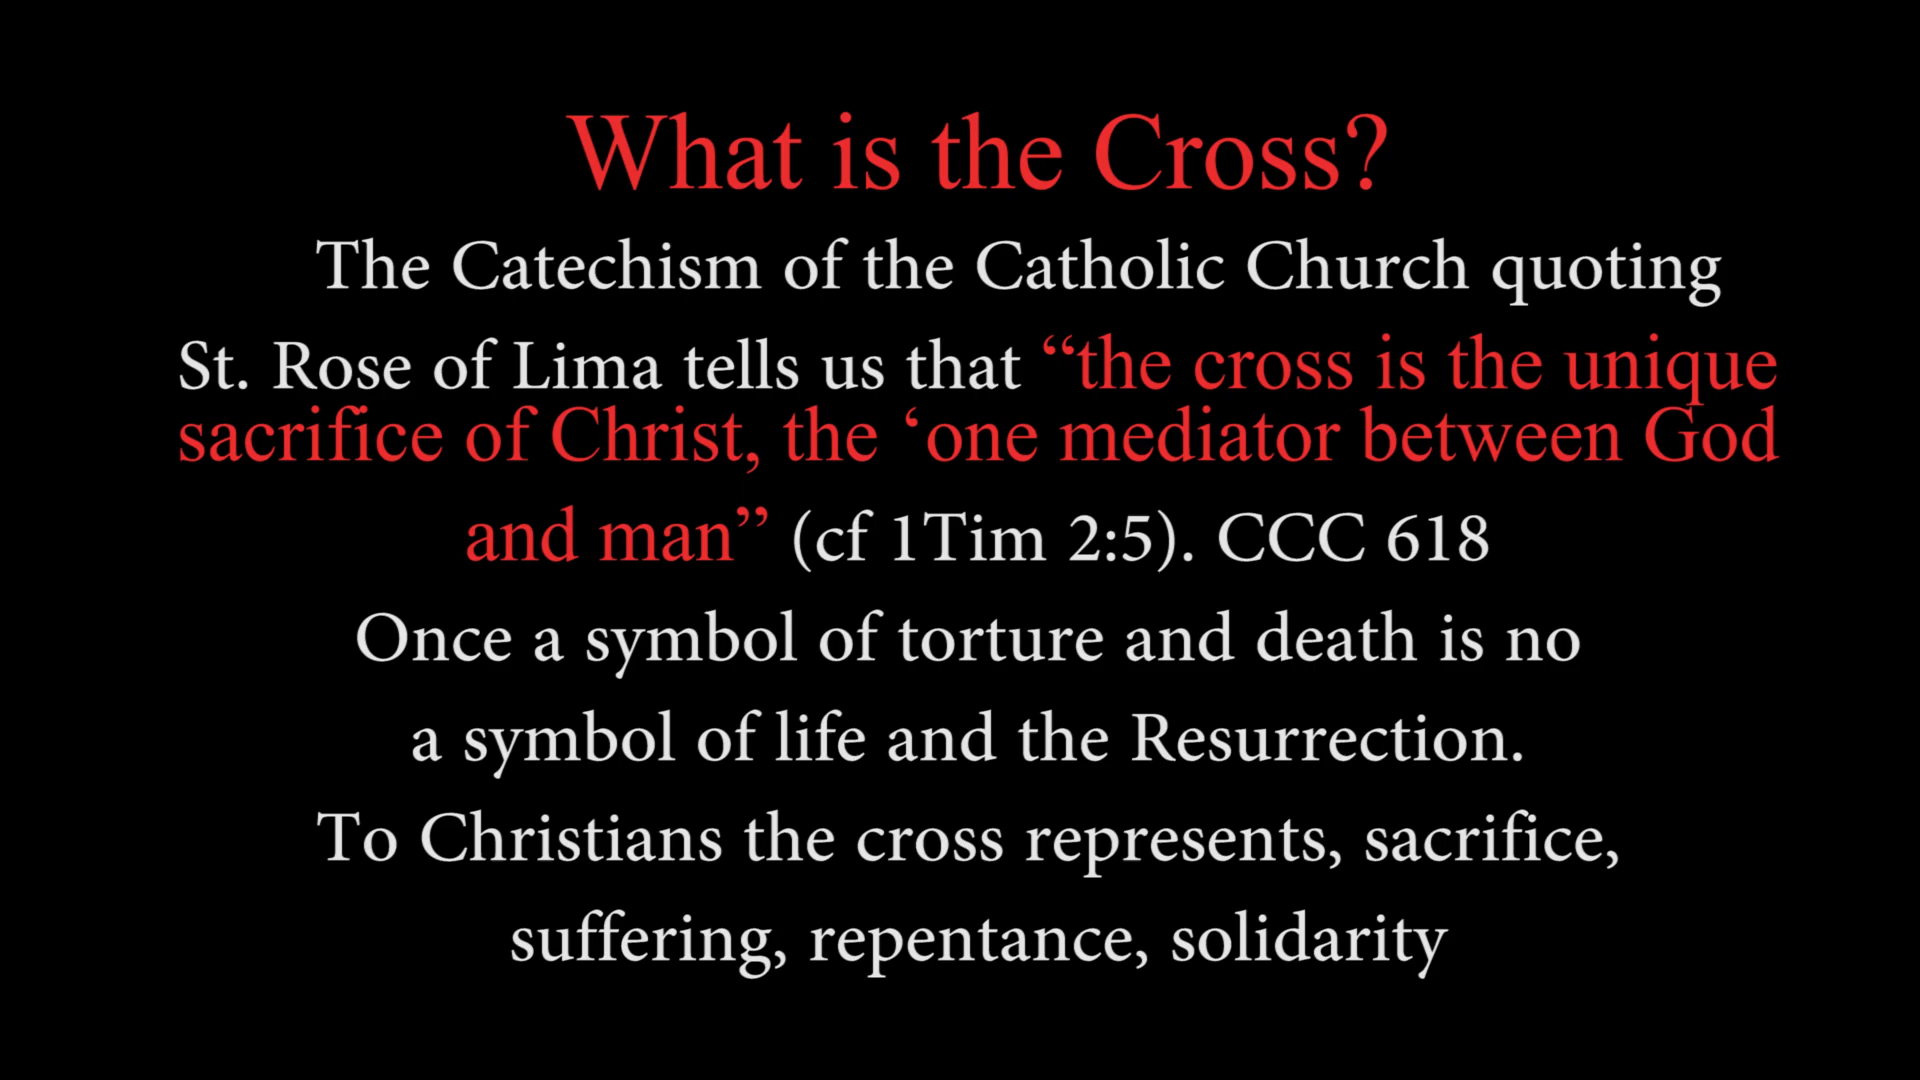 What is the Cross?
The Catechism of the Catholic Church quoting
St. Rose of Lima tells us that “the cross is the unique
sacrifice of Christ, the ‘one mediator between God
and man” (cf 1Tim 2:5). CCC 618
Once a symbol of torture and death is no
a symbol of life and the Resurrection.
To Christians the cross represents, sacrifice,
suffering, repentance, solidarity